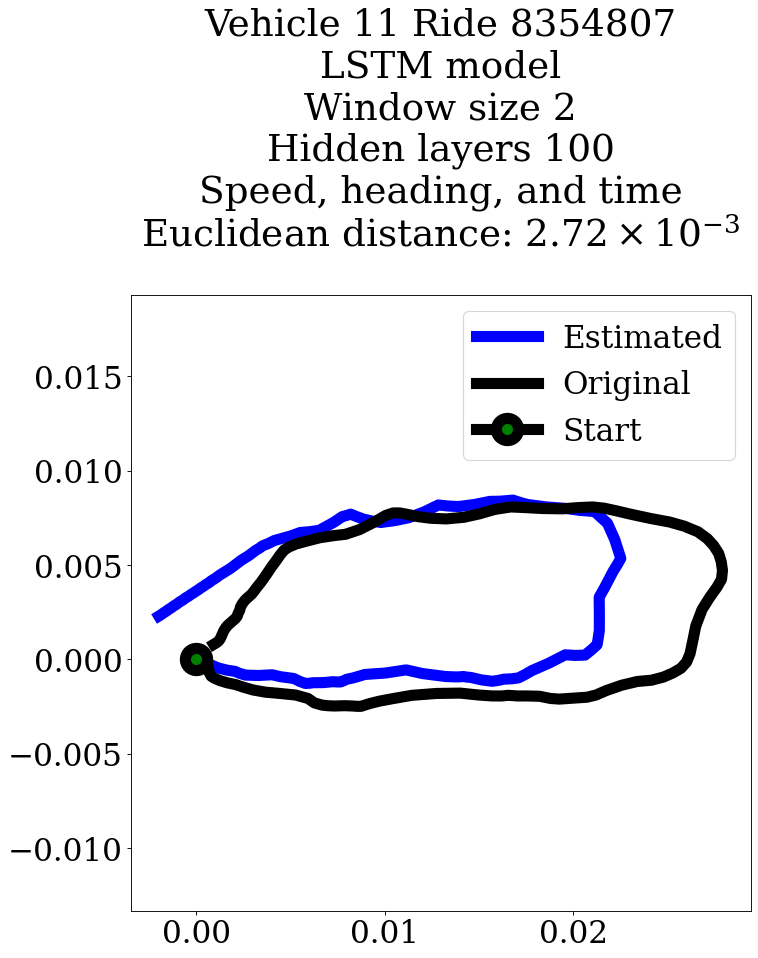 Vehicle 11 Ride 8354807
LSTM model
Window size 2
Hidden layers 100
Speed, heading, and time
Euclidean distance: 2.72 × 10⁻³
Estimated
Original
Start
0.015
0.010
0.005
0.000
−0.005
−0.010
0.00 0.01 0.02